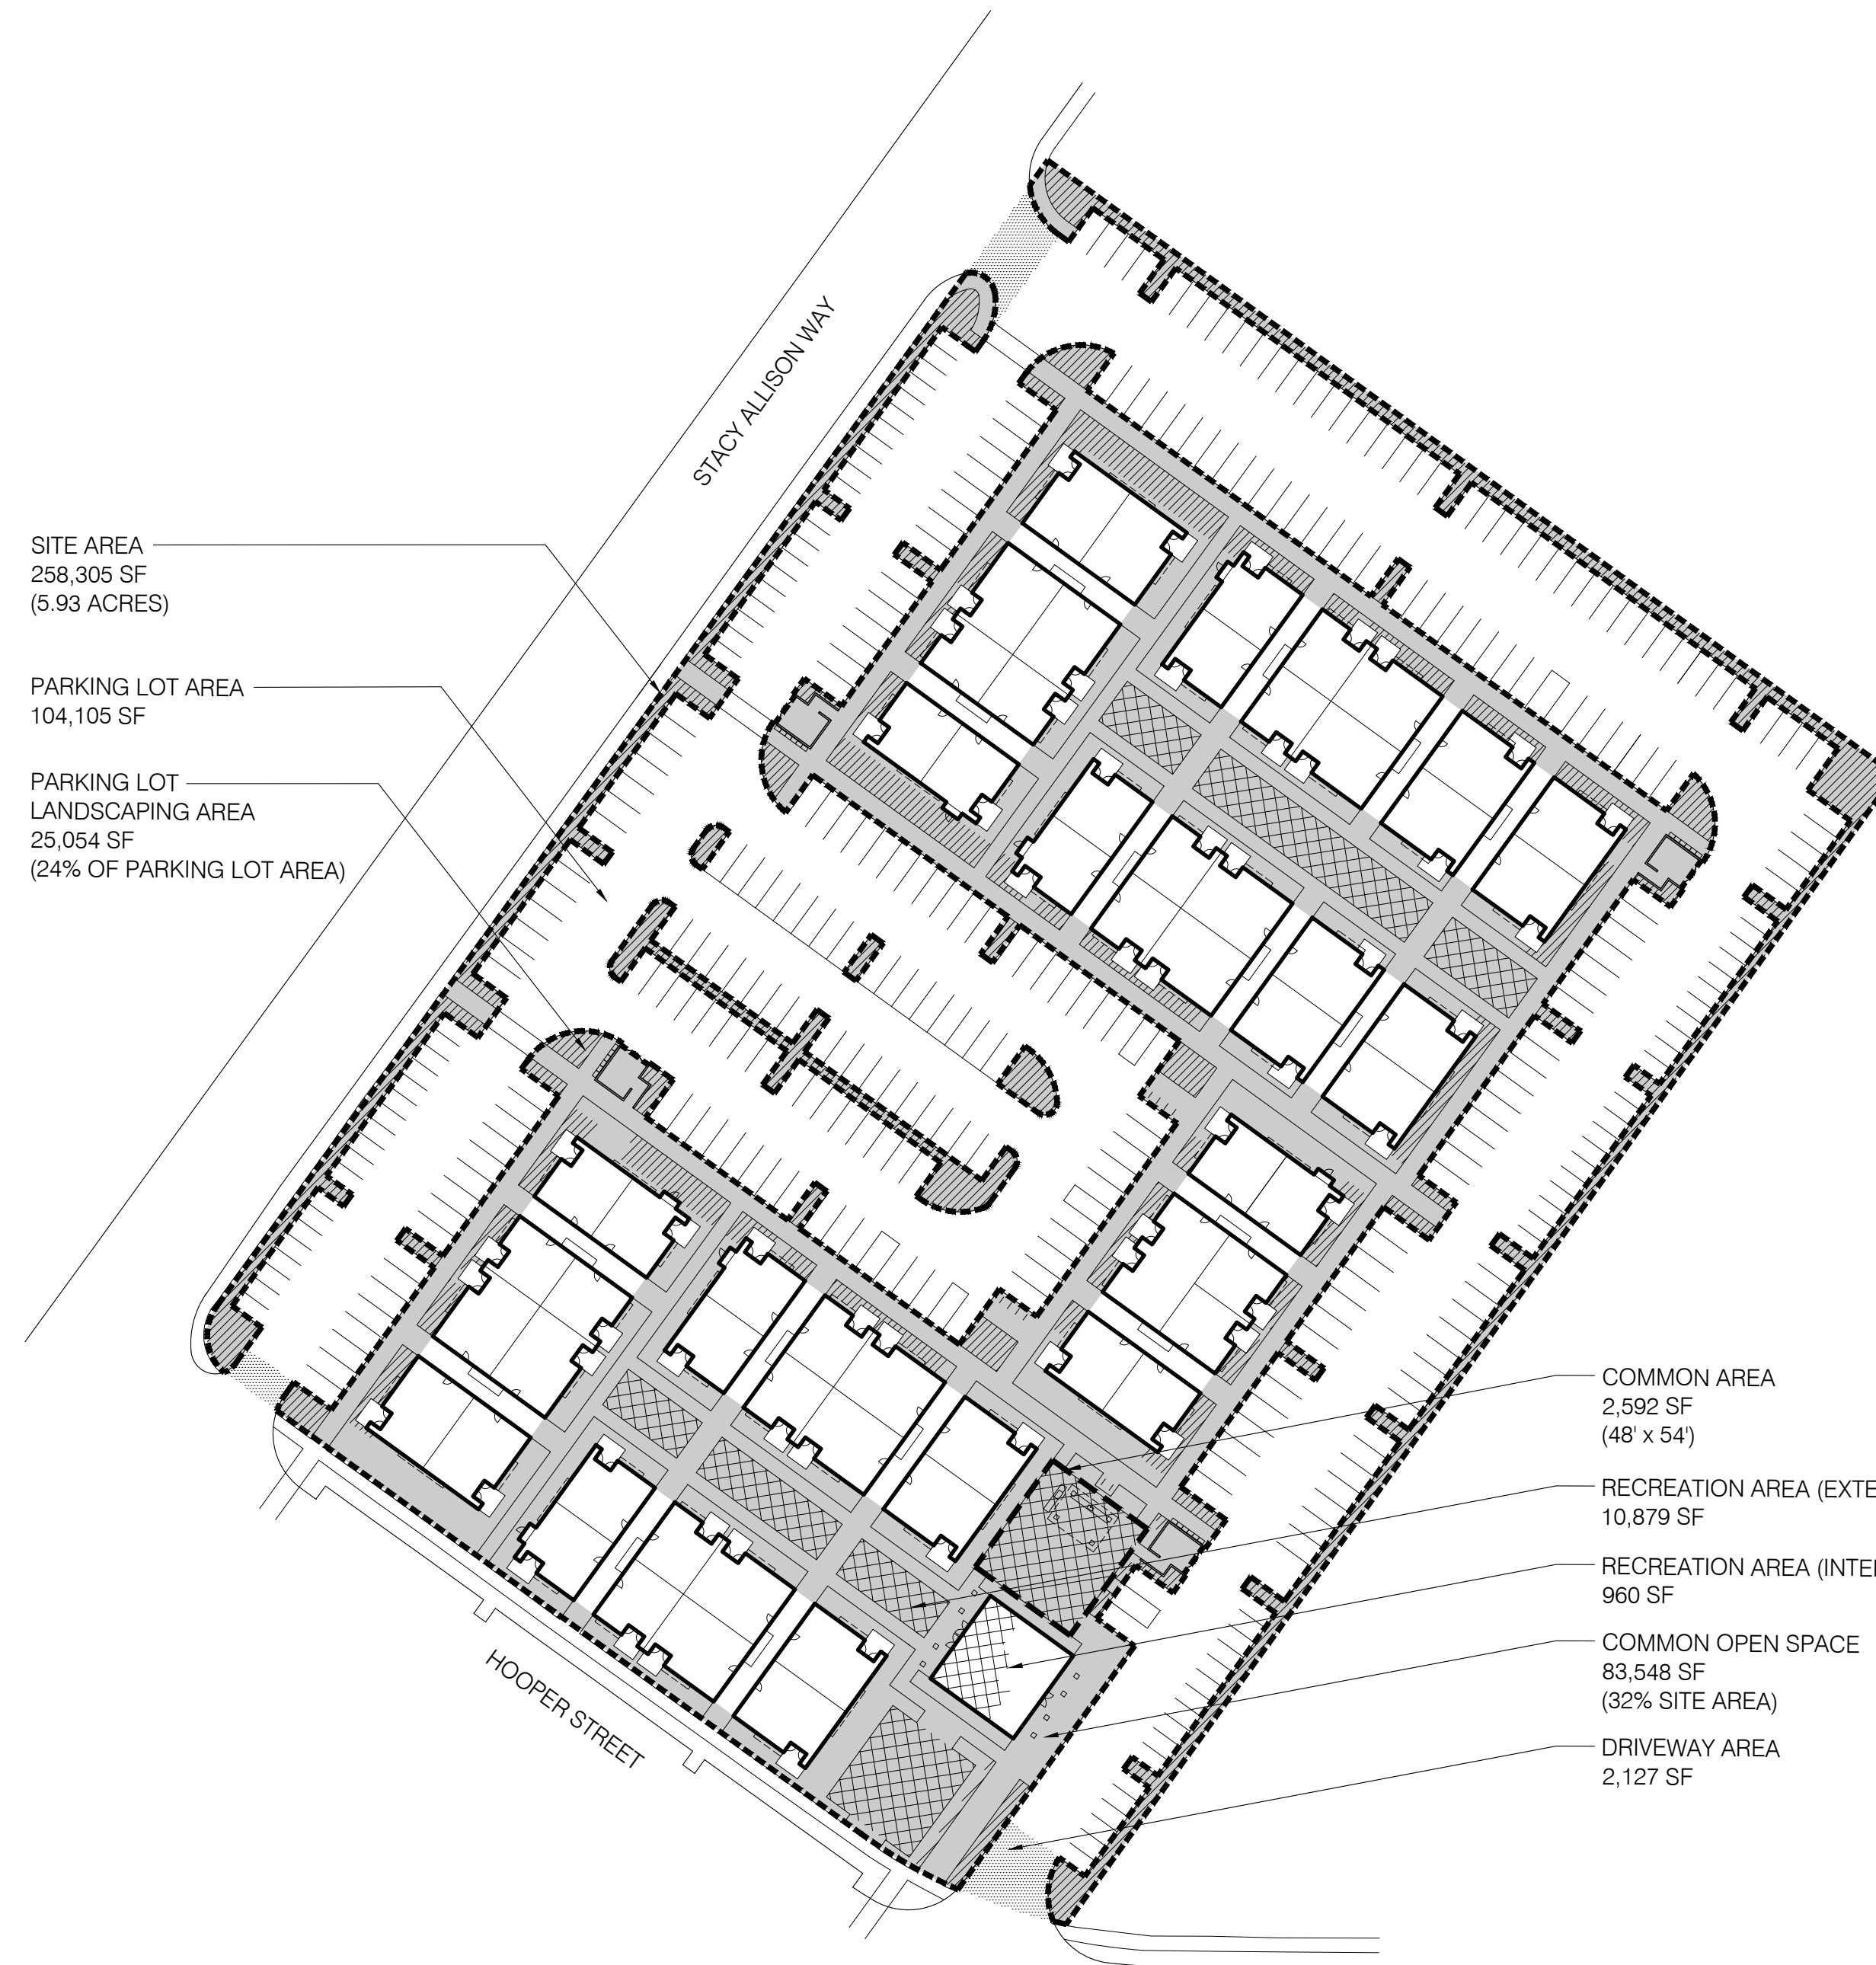 STACY ALLISON WAY
SITE AREA
258,305 SF
(5.93 ACRES)
PARKING LOT AREA
104,105 SF
PARKING LOT
LANDSCAPING AREA
25,054 SF
(24% OF PARKING LOT AREA)
COMMON AREA
2,592 SF
(48' x 54')
RECREATION AREA (EXTE
10,879 SF
RECREATION AREA (INTE
960 SF
COMMON OPEN SPACE
83,548 SF
(32% SITE AREA)
DRIVEWAY AREA
2,127 SF
HOOPER STREET